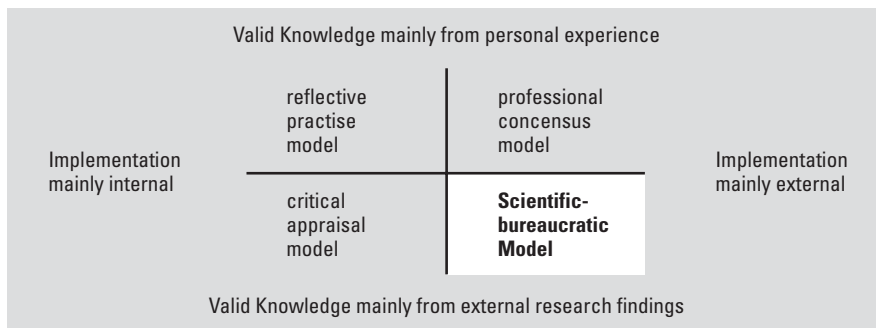 Valid Knowledge mainly from personal experience
reflective
practise
model
professional
concensus
model
Implementation
mainly internal
Implementation
mainly external
critical
appraisal
model
Scientific-
bureaucratic
Model
Valid Knowledge mainly from external research findings